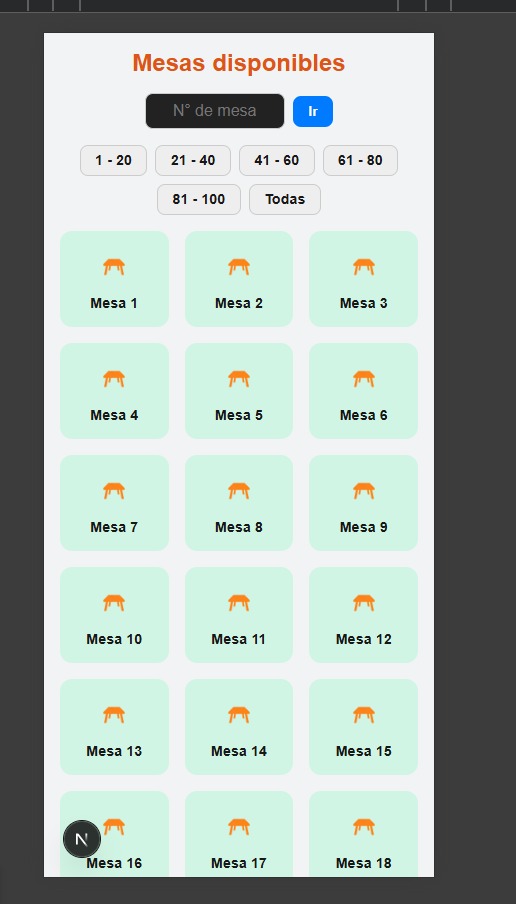 Mesas disponibles
N° de mesa Ir
1 - 20 21 - 40 41 - 60 61 - 80
81 - 100 Todas
Mesa 1 Mesa 2 Mesa 3
Mesa 4 Mesa 5 Mesa 6
Mesa 7 Mesa 8 Mesa 9
Mesa 10 Mesa 11 Mesa 12
Mesa 13 Mesa 14 Mesa 15
N
Mesa 16 Mesa 17 Mesa 18